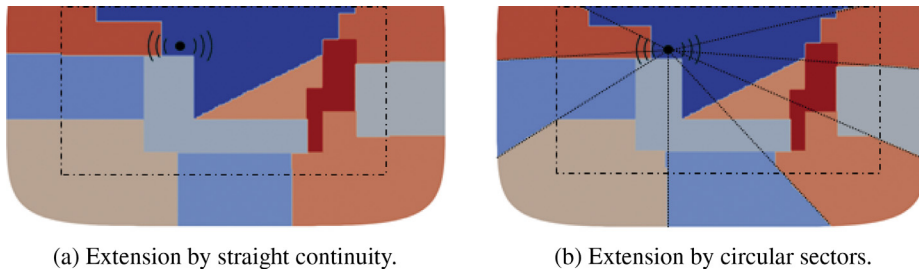 (a) Extension by straight continuity.
(b) Extension by circular sectors.